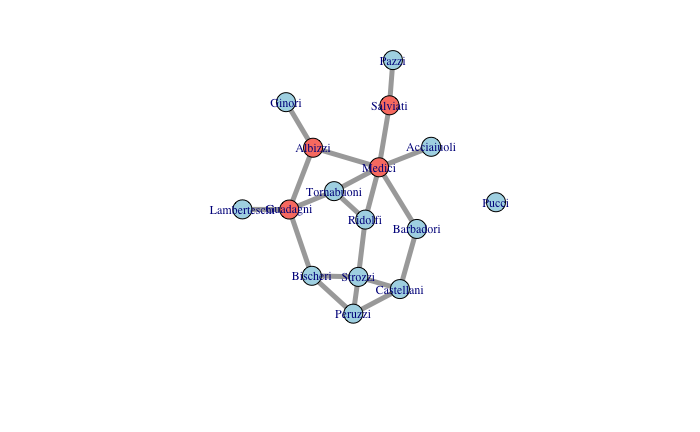 Pazzi
Ginori
Salviati
Albizzi
Acciaiuoli
Medici
Tornabuoni
Pucci
Lamberteschi
Guadagni
Ridolfi
Barbadori
Bischeri
Strozzi
Castellani
Peruzzi